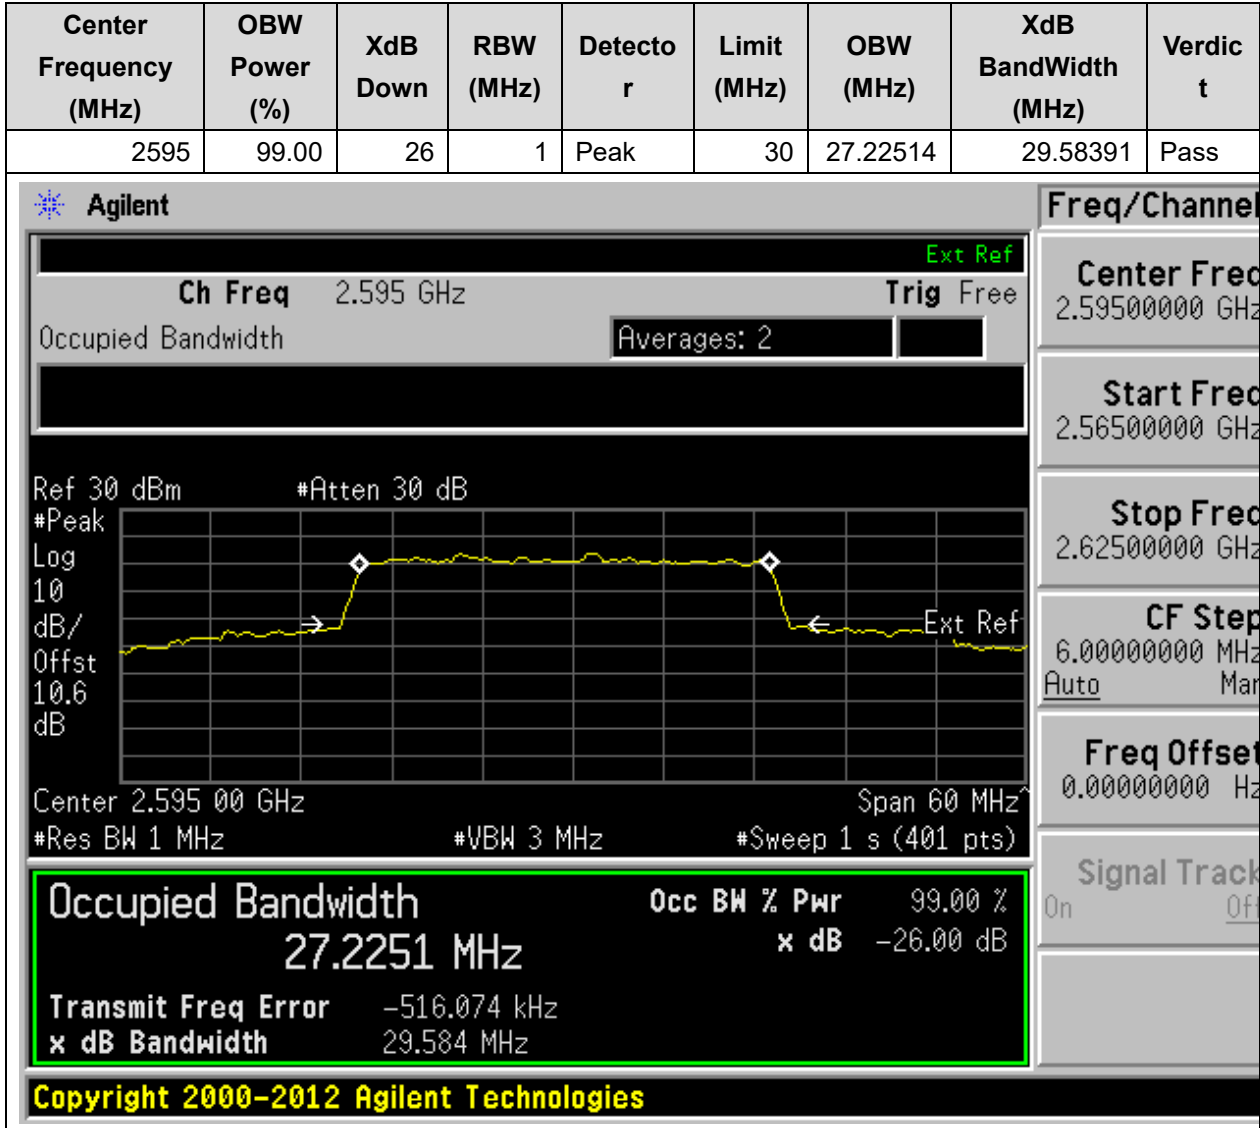 Center Frequency (MHz) OBW Power (%) XdB Down RBW (MHz) Detecto r Limit (MHz) OBW (MHz) XdB BandWidth (MHz) Verdic t
2595 99.00 26 1 Peak 30 27.22514 29.58391 Pass
Agilent
Freq/Channel
Ext Ref
Ch Freq 2.595 GHz Trig Free
Occupied Bandwidth Averages: 2
Center Freq
2.59500000 GHz
Start Freq
2.56500000 GHz
Stop Freq
2.62500000 GHz
CF Step
6.00000000 MHz
Auto Man
Freq Offset
0.00000000 Hz
Signal Track
On Off
Ref 30 dBm #Atten 30 dB
#Peak
Log
10
dB/
Offst
10.6
dB
Ext Ref
Center 2.595 00 GHz Span 60 MHz^
#Res BW 1 MHz #VBW 3 MHz #Sweep 1 s (401 pts)
Occupied Bandwidth Occ BW % Pwr 99.00 %
27.2251 MHz x dB -26.00 dB
Transmit Freq Error -516.074 kHz
x dB Bandwidth 29.584 MHz
Copyright 2000-2012 Agilent Technologies